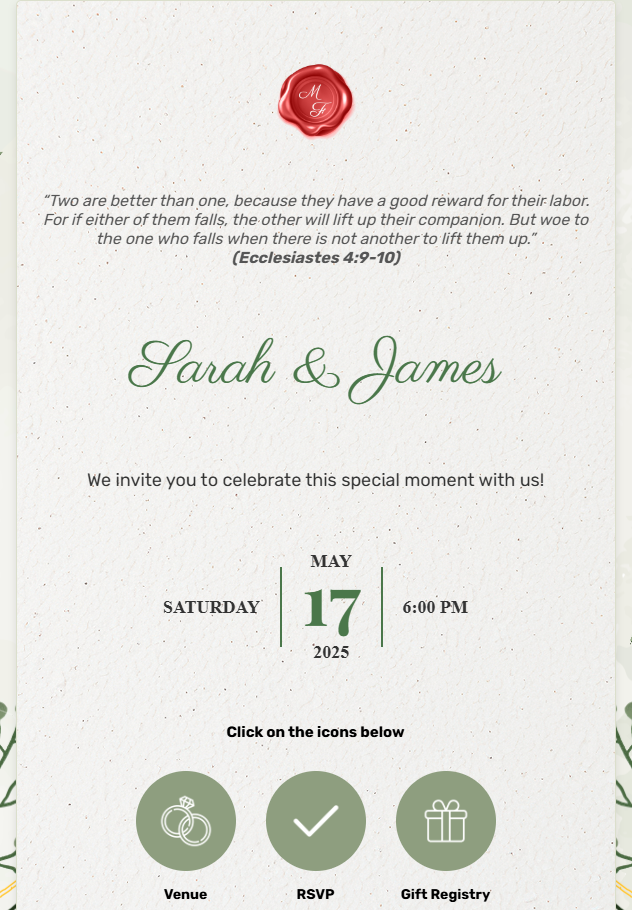 M
F
“Two are better than one, because they have a good reward for their labor.
For if either of them falls, the other will lift up their companion. But woe to
the one who falls when there is not another to lift them up.”
(Ecclesiastes 4:9-10)
Sarah & James
We invite you to celebrate this special moment with us!
MAY
SATURDAY 17 6:00 PM
2025
Click on the icons below
Venue RSVP Gift Registry